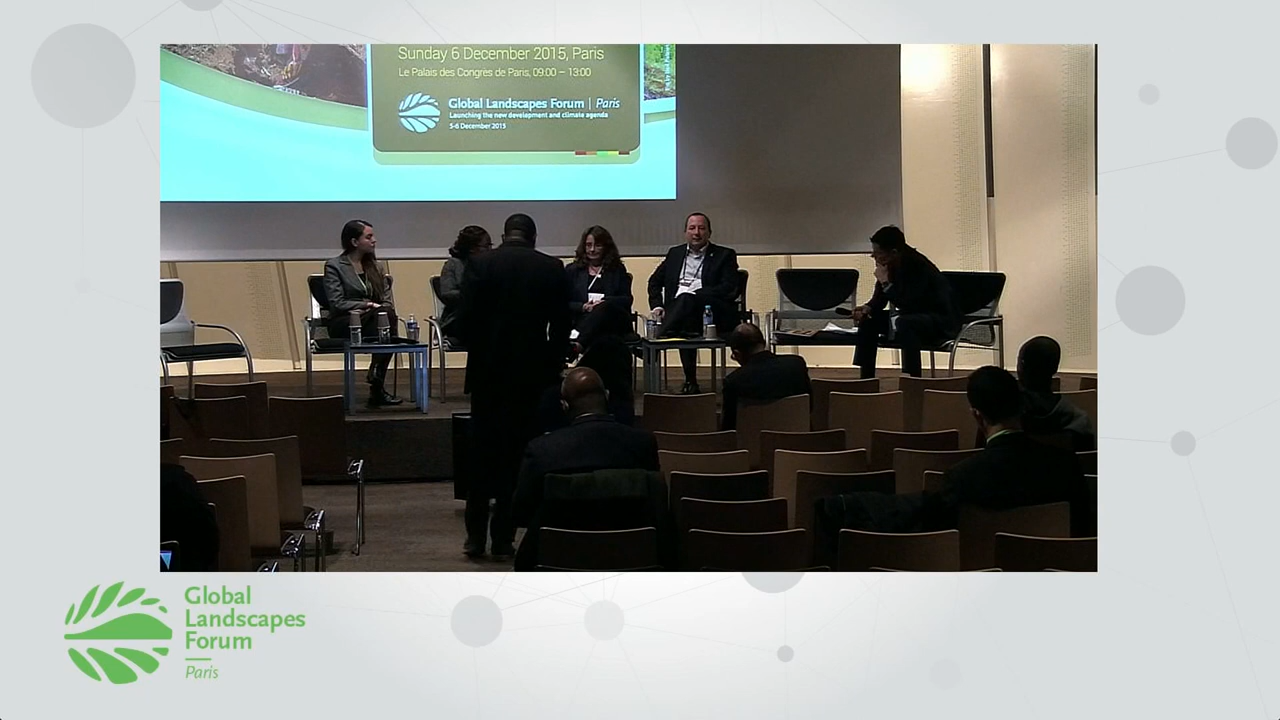 Sunday 6 December 2015, Paris
Le Palais des Congrès de Paris, 09:00 – 13:00
Global Landscapes Forum | Paris
Launching the new development and climate agenda
5-6 December 2015
Global
Landscapes
Forum
Paris